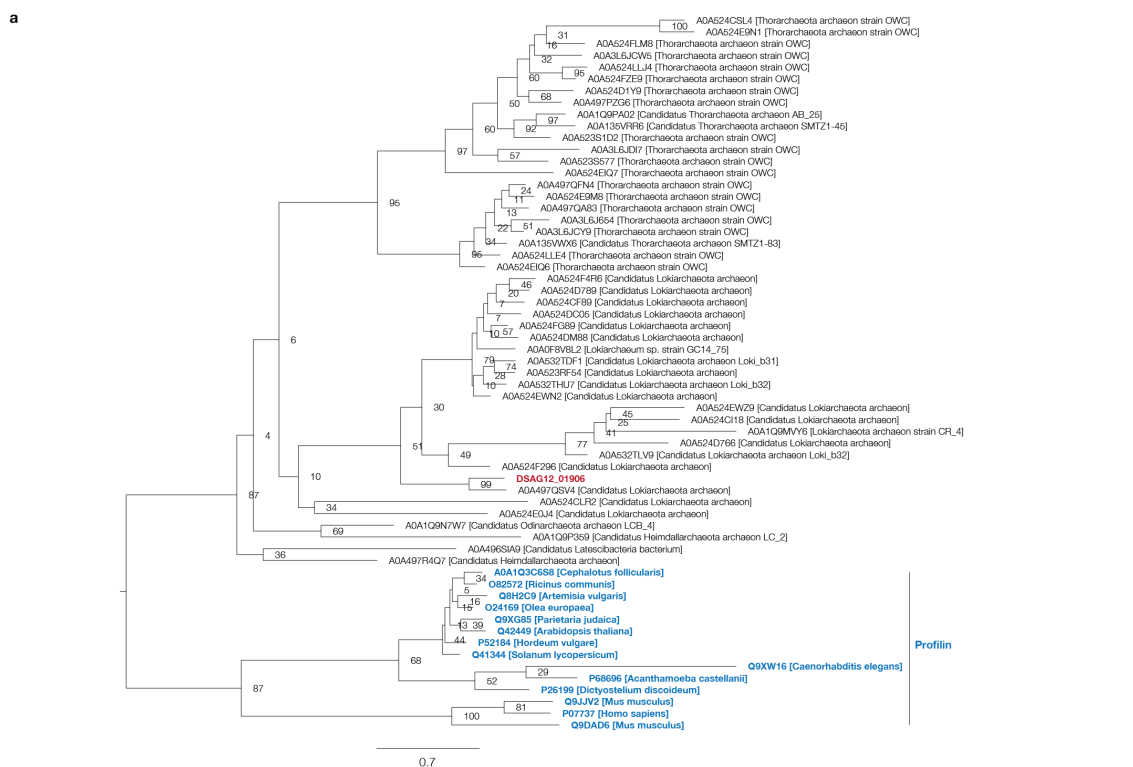 a
A0A524CSL4 [Thorarchaeota archaeon strain OWC]
100
A0A524E9N1 [Thorarchaeota archaeon strain OWC]
31
16
A0A524FLM8 [Thorarchaeota archaeon strain OWC]
A0A3L6JCW5 [Thorarchaeota archaeon strain OWC]
32
A0A524LLJ4 [Thorarchaeota archaeon strain OWC]
95
60
A0A524FZE9 [Thorarchaeota archaeon strain OWC]
A0A524D1Y9 [Thorarchaeota archaeon strain OWC]
68
50
A0A497PZG6 [Thorarchaeota archaeon strain OWC]
A0A1Q9PA02 [Candidatus Thorarchaeota archaeon AB_25]
97
60
92
A0A135VRR6 [Candidatus Thorarchaeota archaeon SMTZ1-45]
A0A523S1D2 [Thorarchaeota archaeon strain OWC]
97
A0A3L6JDI7 [Thorarchaeota archaeon strain OWC]
57
A0A523S577 [Thorarchaeota archaeon strain OWC]
A0A524EIQ7 [Thorarchaeota archaeon strain OWC]
95
A0A497QFN4 [Thorarchaeota archaeon strain OWC]
24
A0A524E9M8 [Thorarchaeota archaeon strain OWC]
11
A0A497QA83 [Thorarchaeota archaeon strain OWC]
13
A0A3L6J654 [Thorarchaeota archaeon strain OWC]
22
51
A0A3L6JCY9 [Thorarchaeota archaeon strain OWC]
34
A0A135VWX6 [Candidatus Thorarchaeota archaeon SMTZ1-83]
95
A0A524LLE4 [Thorarchaeota archaeon strain OWC]
A0A524EIQ6 [Thorarchaeota archaeon strain OWC]
6
A0A524F4R6 [Candidatus Lokiarchaeota archaeon]
46
A0A524D789 [Candidatus Lokiarchaeota archaeon]
20
A0A524CF89 [Candidatus Lokiarchaeota archaeon]
7
A0A524DC05 [Candidatus Lokiarchaeota archaeon]
7
A0A524FG89 [Candidatus Lokiarchaeota archaeon]
10
57
A0A524DM88 [Candidatus Lokiarchaeota archaeon]
A0A0F8V8L2 [Lokiarchaeum sp. strain GC14_75]
79
A0A532TDF1 [Candidatus Lokiarchaeota archaeon Loki_b31]
74
A0A523RF54 [Candidatus Lokiarchaeota archaeon]
28
10
A0A532THU7 [Candidatus Lokiarchaeota archaeon Loki_b32]
A0A524EWN2 [Candidatus Lokiarchaeota archaeon]
30
A0A524EWZ9 [Candidatus Lokiarchaeota archaeon]
45
A0A524CI18 [Candidatus Lokiarchaeota archaeon]
25
41
A0A1Q9MVY6 [Lokiarchaeota archaeon strain CR_4]
4
77
A0A524D766 [Candidatus Lokiarchaeota archaeon]
51
49
A0A532TLV9 [Candidatus Lokiarchaeota archaeon Loki_b32]
A0A524F296 [Candidatus Lokiarchaeota archaeon]
10
DSAG12_01906
99
A0A497QSV4 [Candidatus Lokiarchaeota archaeon]
87
A0A524CLR2 [Candidatus Lokiarchaeota archaeon]
34
A0A524E0J4 [Candidatus Lokiarchaeota archaeon]
A0A1Q9N7W7 [Candidatus Odinarchaeota archaeon LCB_4]
69
A0A1Q9P359 [Candidatus Heimdallarchaeota archaeon LC_2]
A0A496SIA9 [Candidatus Latescibacteria bacterium]
36
A0A497R4Q7 [Candidatus Heimdallarchaeota archaeon]
A0A1Q3C6S8 [Cephalotus follicularis]
34
O82572 [Ricinus communis]
5
Q8H2C9 [Artemisia vulgaris]
16
15
O24169 [Olea europaea]
Q9XG85 [Parietaria judaica]
13
39
Q42449 [Arabidopsis thaliana]
44
P52184 [Hordeum vulgare]
Profilin
Q41344 [Solanum lycopersicum]
68
Q9XW16 [Caenorhabditis elegans]
29
52
P68696 [Acanthamoeba castellanii]
87
P26199 [Dictyostelium discoideum]
Q9JJV2 [Mus musculus]
81
100
P07737 [Homo sapiens]
Q9DAD6 [Mus musculus]
0.7